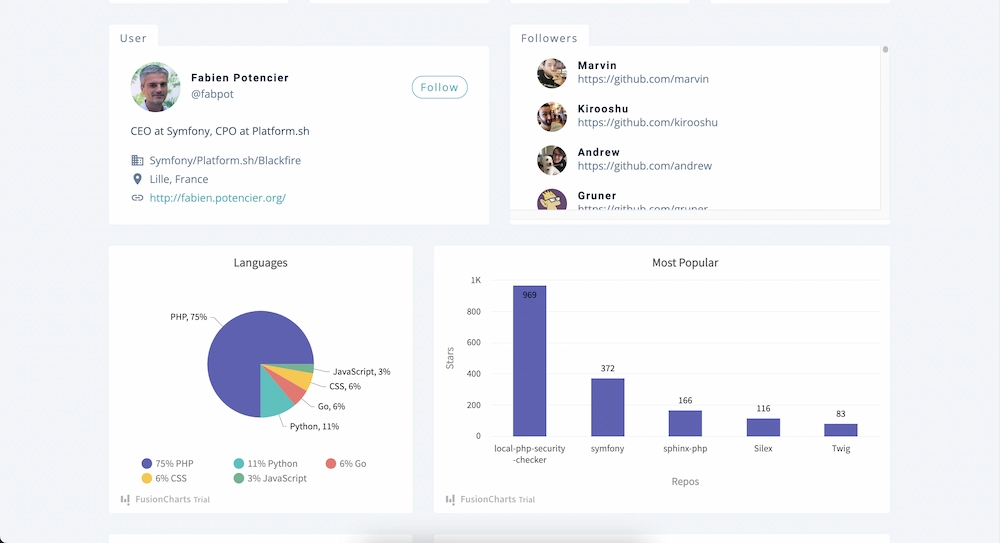 User
Fabien Potencier
@fabpot
Follow
CEO at Symfony, CPO at Platform.sh
Symfony/Platform.sh/Blackfire
Lille, France
http://fabien.potencier.org/
Followers
Marvin
https://github.com/marvin
Kirooshu
https://github.com/kirooshu
Andrew
https://github.com/andrew
Gruner
https://github.com/gruner
Languages
PHP, 75%
JavaScript, 3%
CSS, 6%
Go, 6%
Python, 11%
75% PHP
11% Python
6% Go
6% CSS
3% JavaScript
FusionCharts Trial
Most Popular
Stars
1K
800
600
400
200
0
969
372
166
116
83
local-php-security
-checker
symfony
sphinx-php
Silex
Twig
Repos
FusionCharts Trial